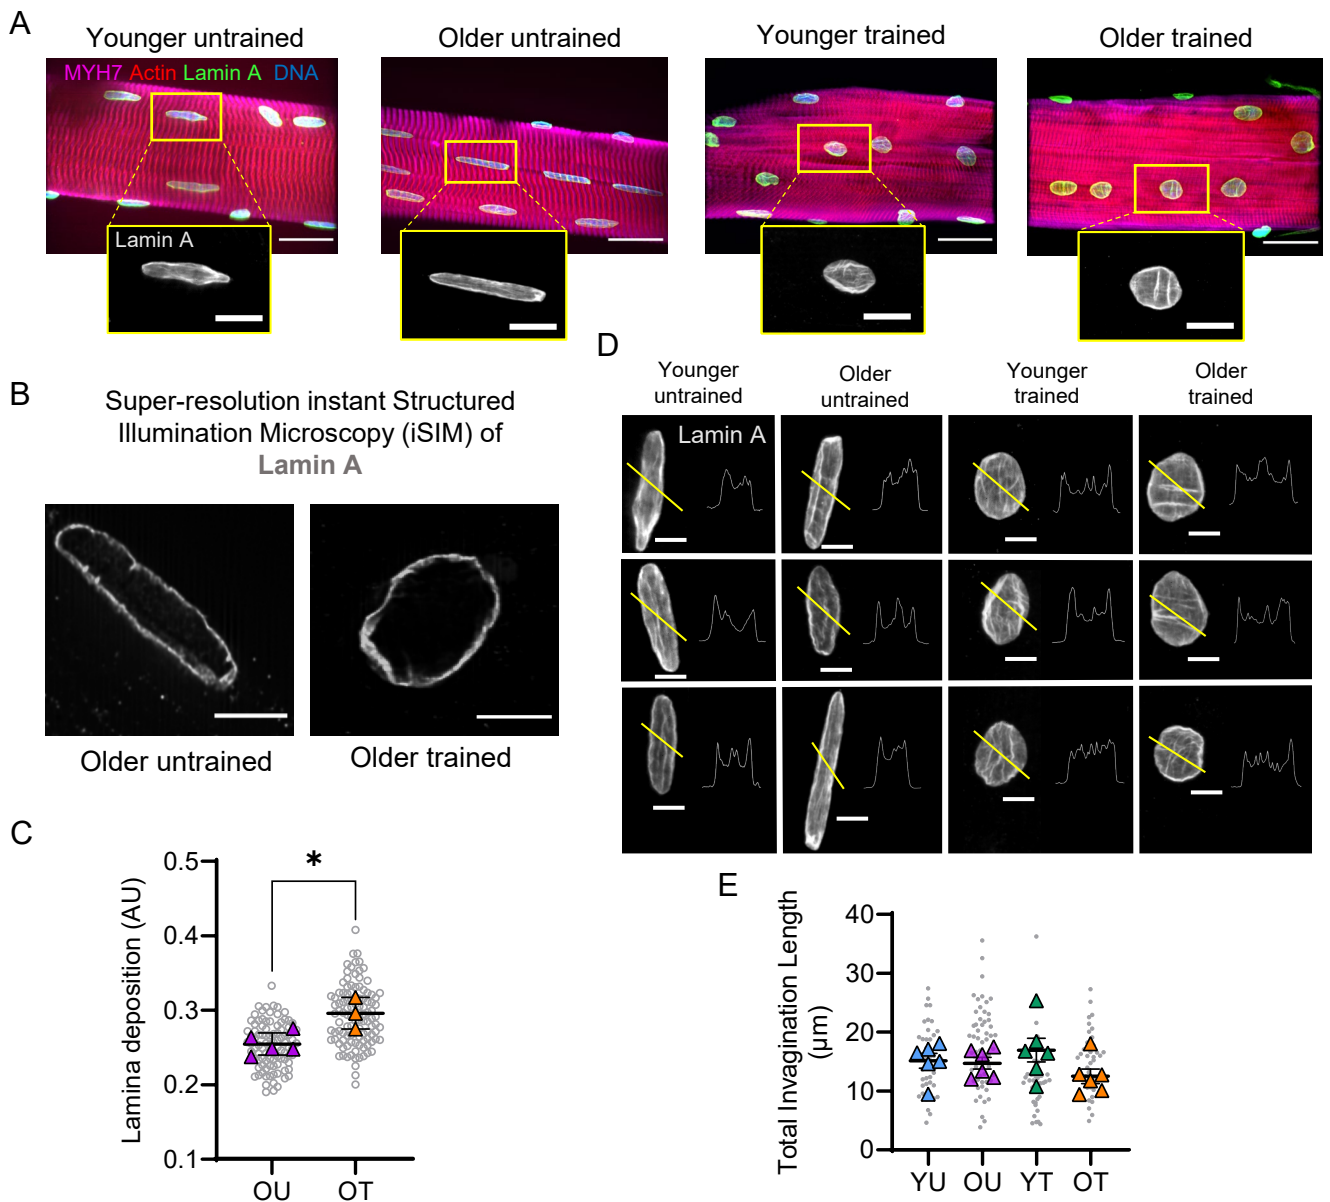 A
Younger untrained
Older untrained
Younger trained
Older trained
MYH7 Actin Lamin A DNA
Lamin A
B
Super-resolution instant Structured
Illumination Microscopy (iSIM) of
Lamin A
Older untrained
Older trained
C
Lamina deposition (AU)
0.5
0.4
0.3
0.2
0.1
*
OU
OT
D
Younger
untrained
Older
untrained
Younger
trained
Older
trained
Lamin A
E
Total Invagination Length
(μm)
40
30
20
10
0
YU
OU
YT
OT